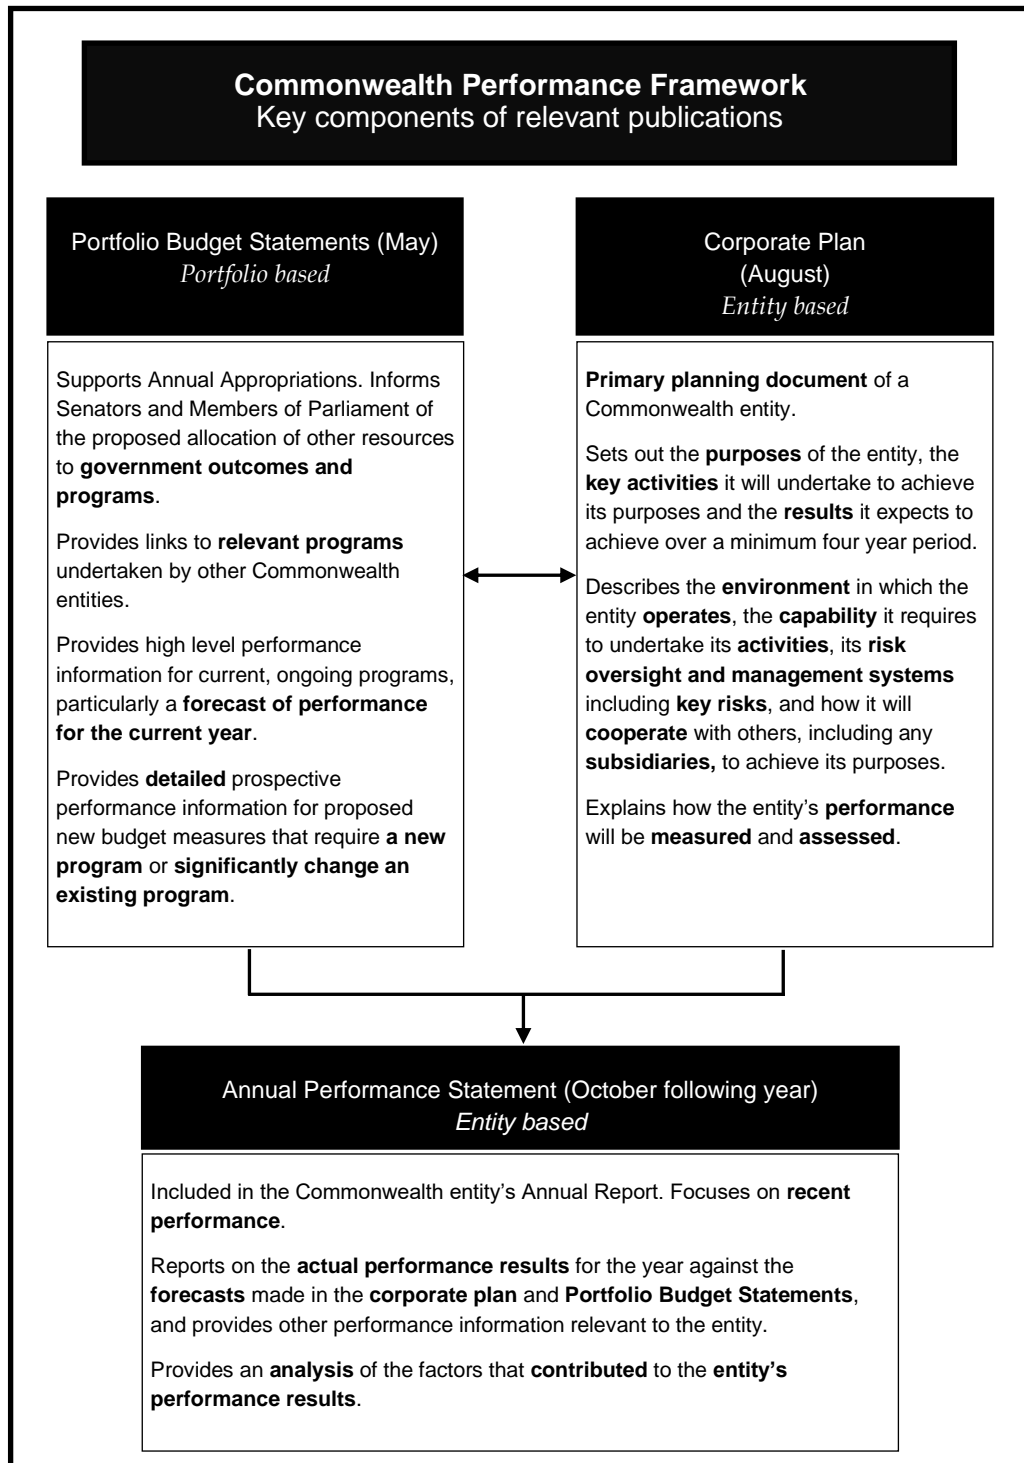 Commonwealth Performance Framework
Key components of relevant publications
Portfolio Budget Statements (May)
Portfolio based
Supports Annual Appropriations. Informs
Senators and Members of Parliament of
the proposed allocation of other resources
to government outcomes and
programs.
Provides links to relevant programs
undertaken by other Commonwealth
entities.
Provides high level performance
information for current, ongoing programs,
particularly a forecast of performance
for the current year.
Provides detailed prospective
performance information for proposed
new budget measures that require a new
program or significantly change an
existing program.
Corporate Plan
(August)
Entity based
Primary planning document of a
Commonwealth entity.
Sets out the purposes of the entity, the
key activities it will undertake to achieve
its purposes and the results it expects to
achieve over a minimum four year period.
Describes the environment in which the
entity operates, the capability it requires
to undertake its activities, its risk
oversight and management systems
including key risks, and how it will
cooperate with others, including any
subsidiaries, to achieve its purposes.
Explains how the entity’s performance
will be measured and assessed.
Annual Performance Statement (October following year)
Entity based
Included in the Commonwealth entity’s Annual Report. Focuses on recent
performance.
Reports on the actual performance results for the year against the
forecasts made in the corporate plan and Portfolio Budget Statements,
and provides other performance information relevant to the entity.
Provides an analysis of the factors that contributed to the entity’s
performance results.